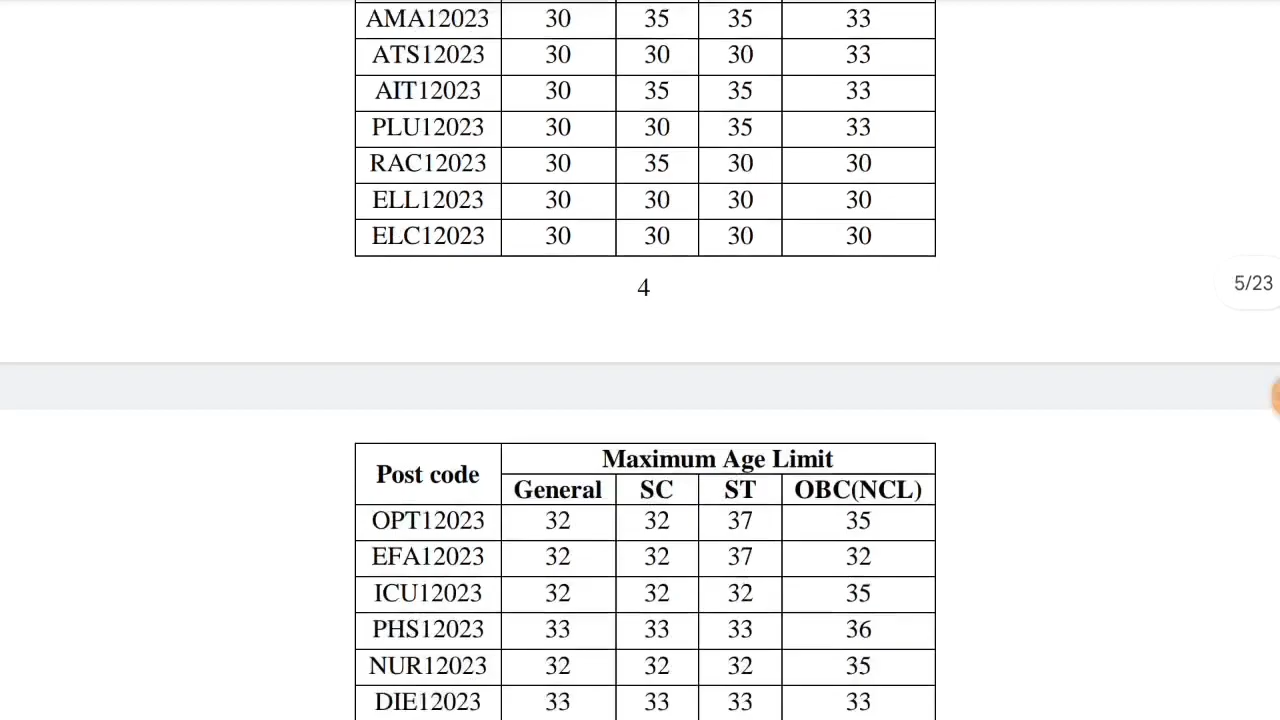 AMA12023 30 35 35 33
ATS12023 30 30 30 33
AIT12023 30 35 35 33
PLU12023 30 30 35 33
RAC12023 30 35 30 30
ELL12023 30 30 30 30
ELC12023 30 30 30 30
4
5/23
Post code Maximum Age Limit
General SC ST OBC(NCL)
OPT12023 32 32 37 35
EFA12023 32 32 37 32
ICU12023 32 32 32 35
PHS12023 33 33 33 36
NUR12023 32 32 32 35
DIE12023 33 33 33 33